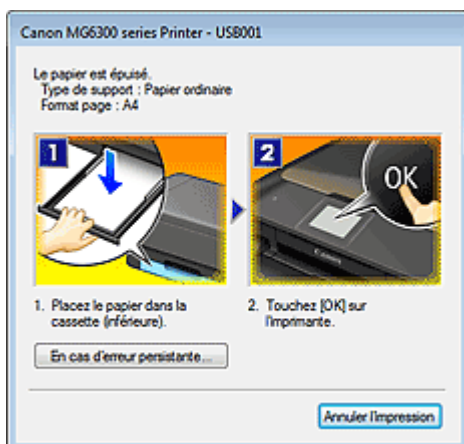 Canon MG6300 series Printer - USB001
Le papier est épuisé.
Type de support : Papier ordinaire
Format page : A4
1
2
OK
Canon
1. Placez le papier dans la
cassette (inférieure).
2. Touchez [OK] sur
l'imprimante.
En cas d'erreur persistante...
Annuler l'impression